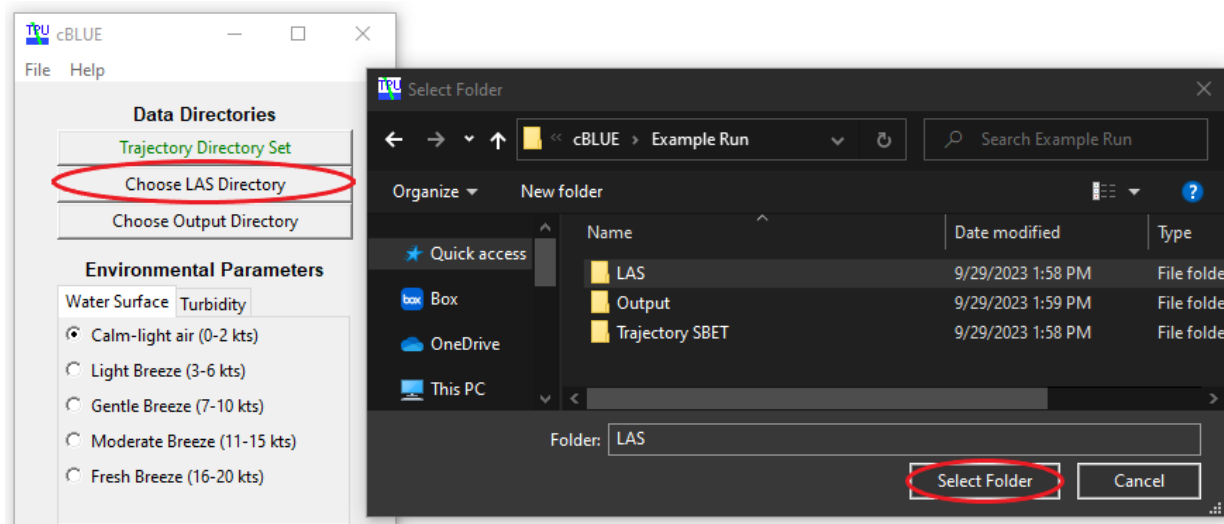 TPU cBLUE
File Help
Data Directories
Trajectory Directory Set
Choose LAS Directory
Choose Output Directory
Environmental Parameters
Water Surface Turbidity
Calm-light air (0-2 kts)
Light Breeze (3-6 kts)
Gentle Breeze (7-10 kts)
Moderate Breeze (11-15 kts)
Fresh Breeze (16-20 kts)
TPU Select Folder
« cBLUE > Example Run Search Example Run
Organize New folder ?
Name Date modified Type
Quick access
box Box
OneDrive
This PC
LAS 9/29/2023 1:58 PM File folde
Output 9/29/2023 1:59 PM File folde
Trajectory SBET 9/29/2023 1:58 PM File folde
Folder: LAS
Select Folder Cancel